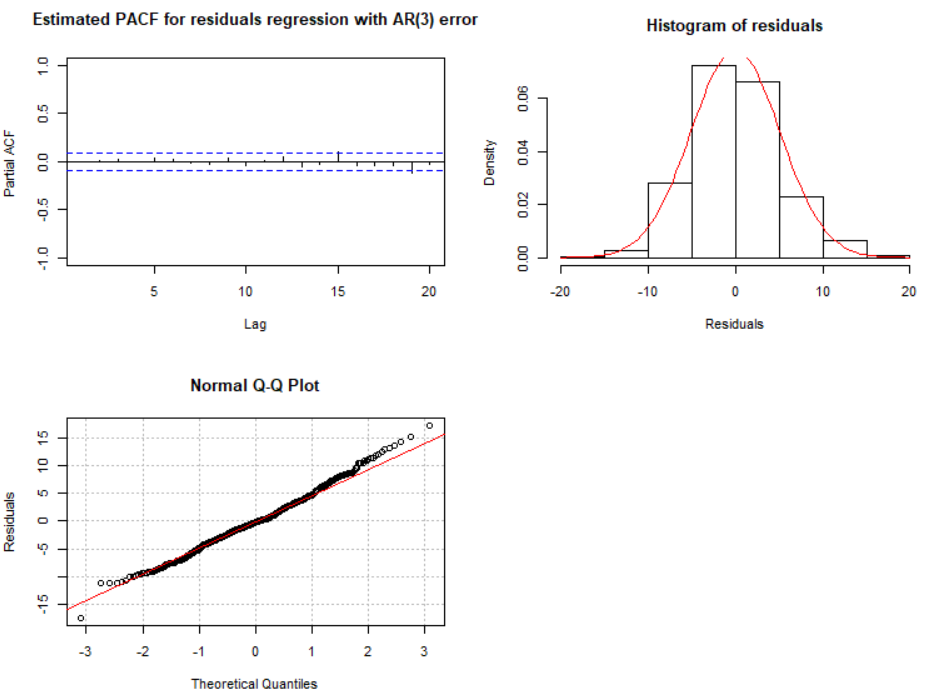 Estimated PACF for residuals regression with AR(3) error
Partial ACF
1.0
0.5
0.0
-0.5
-1.0
5 10 15 20
Lag
Histogram of residuals
Density
0.06
0.04
0.02
0.00
-20 -10 0 10 20
Residuals
Normal Q-Q Plot
Residuals
15
10
5
0
-5
-15
-3 -2 -1 0 1 2 3
Theoretical Quantiles